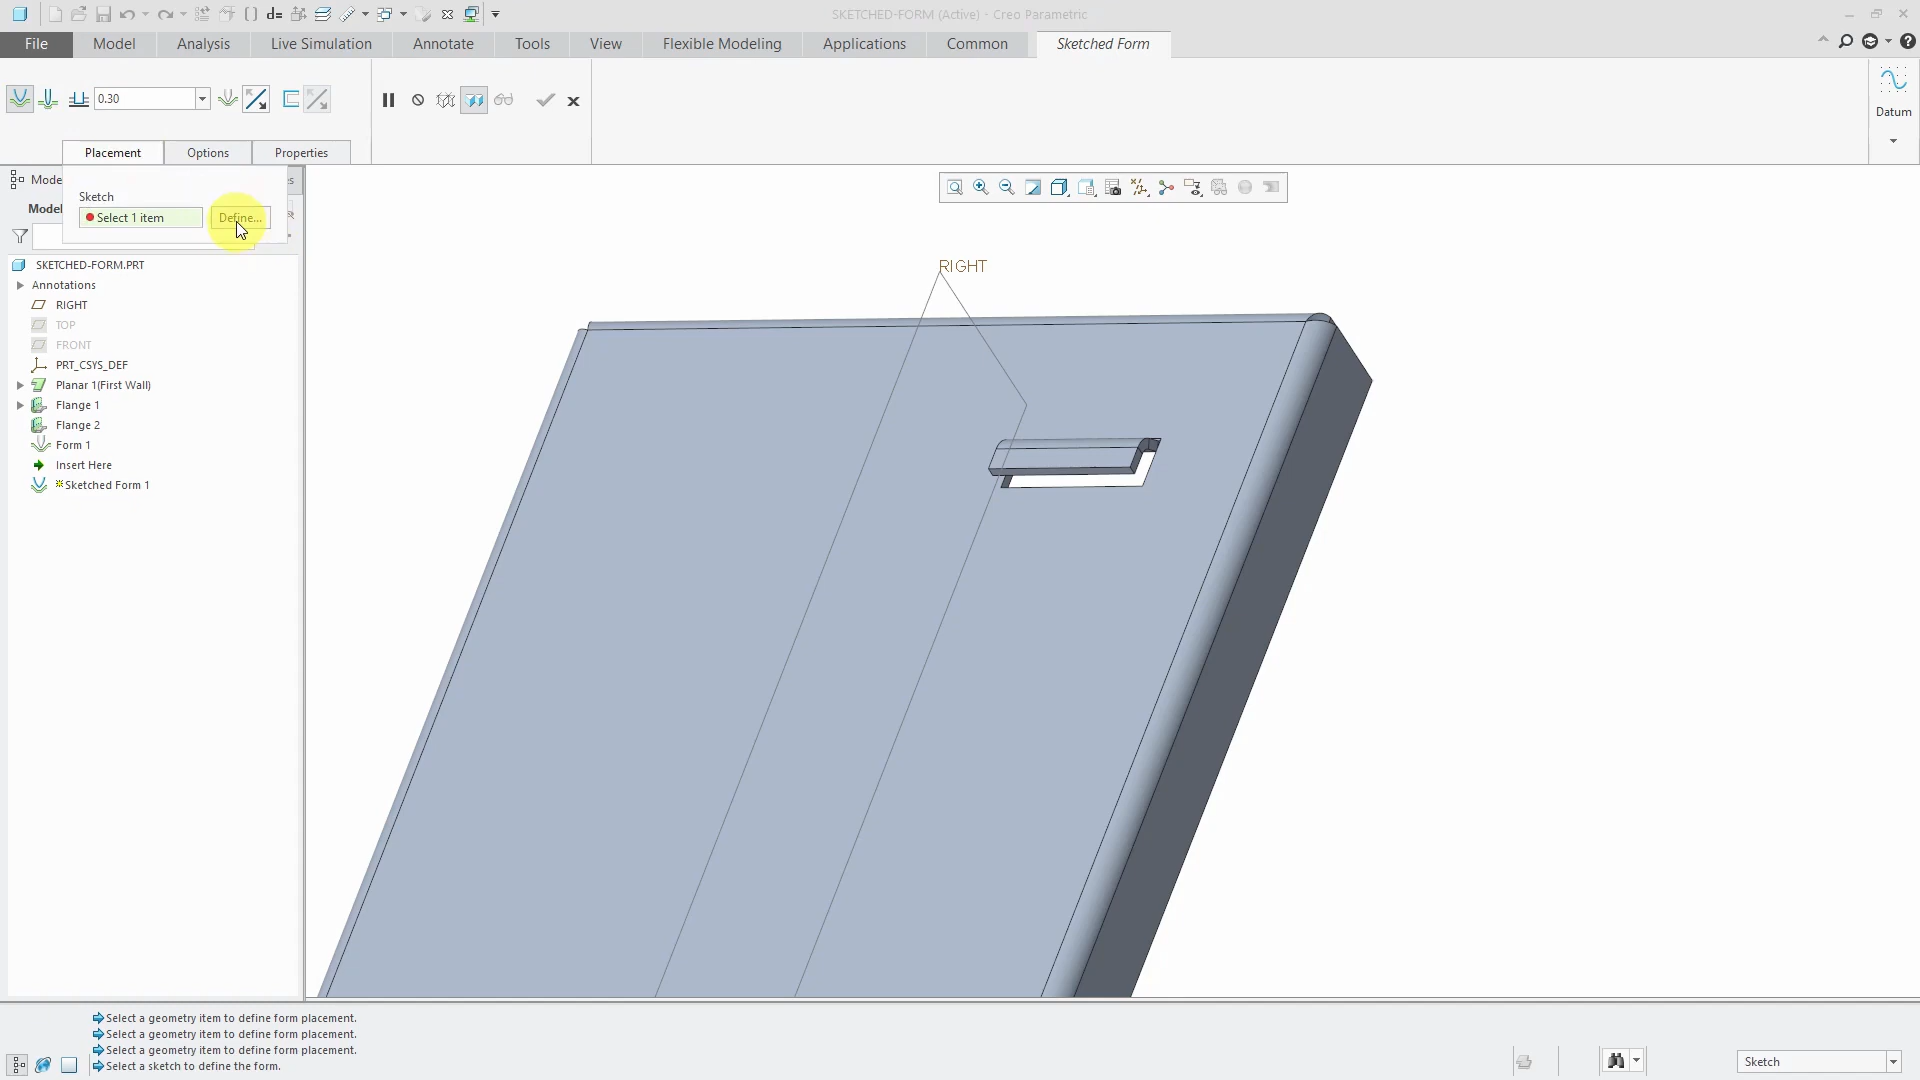 SKETCHED-FORM (Active) - Creo Parametric
File Model Analysis Live Simulation Annotate Tools View Flexible Modeling Applications Common Sketched Form
0.30
Datum
Placement Options Properties
Sketch
Select 1 item Define...
SKETCHED-FORM.PRT
Annotations
RIGHT
TOP
FRONT
PRT_CSYS_DEF
Planar 1(First Wall)
Flange 1
Flange 2
Form 1
Insert Here
Sketched Form 1
RIGHT
Select a geometry item to define form placement.
Select a geometry item to define form placement.
Select a geometry item to define form placement.
Select a sketch to define the form.
Sketch